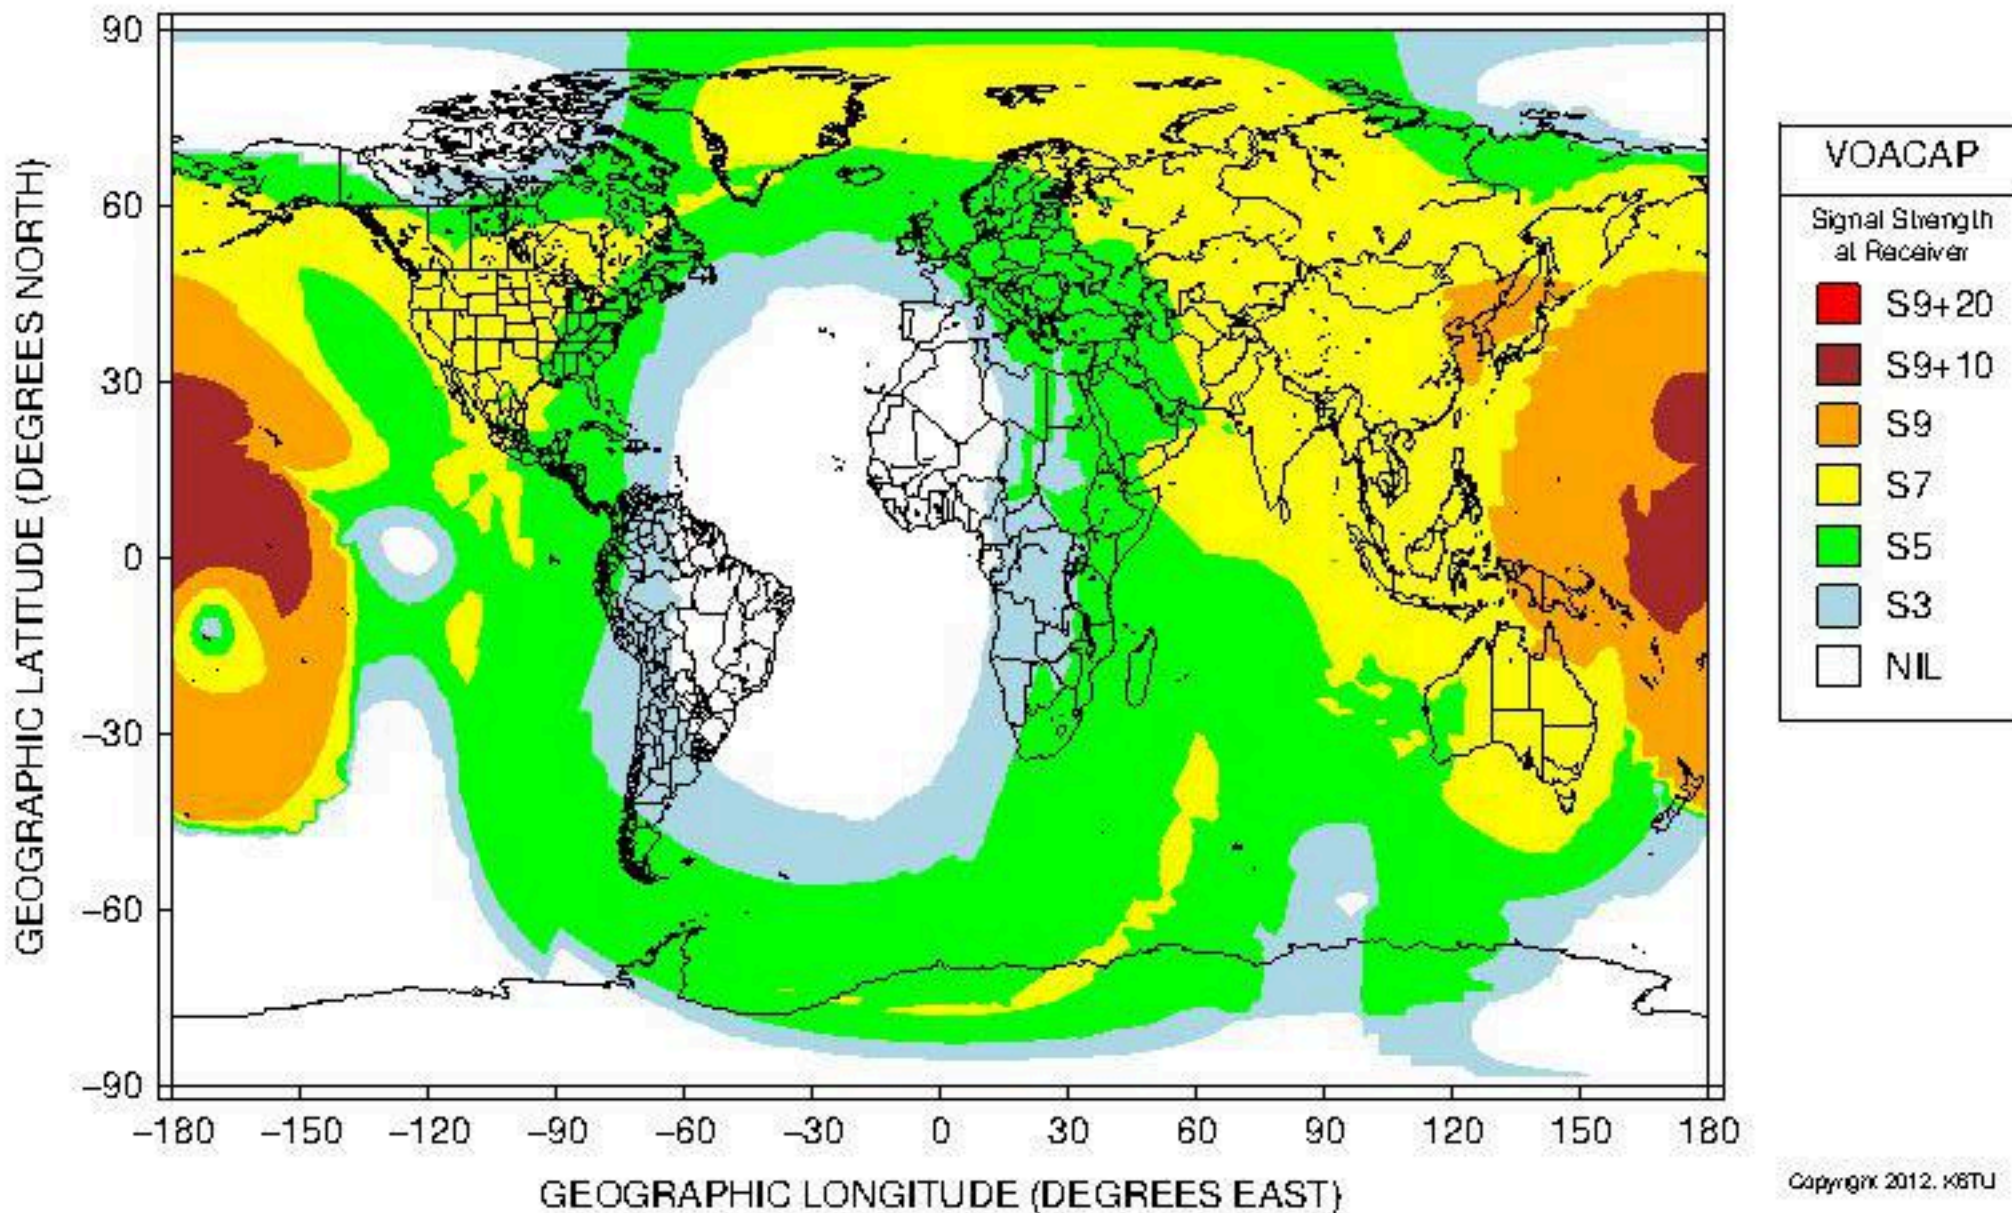 90
60
30
0
−30
−60
−90
GEOGRAPHIC LATITUDE (DEGREES NORTH)
−180 −150 −120 −90 −60 −30 0 30 60 90 120 150 180
GEOGRAPHIC LONGITUDE (DEGREES EAST)
VOACAP
Signal Strength
at Receiver
S9+20
S9+10
S9
S7
S5
S3
NIL
Copyright 2012, K6TU